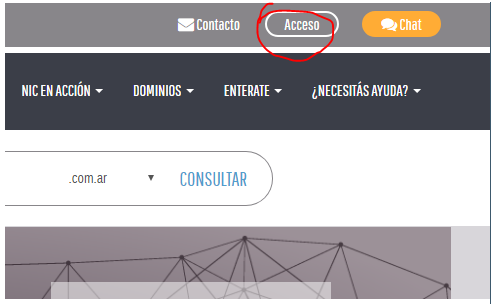 Contacto Acceso Chat
NIC EN ACCIÓN DOMINIOS ENTERATE ¿NECESITÁS AYUDA?
.com.ar CONSULTAR